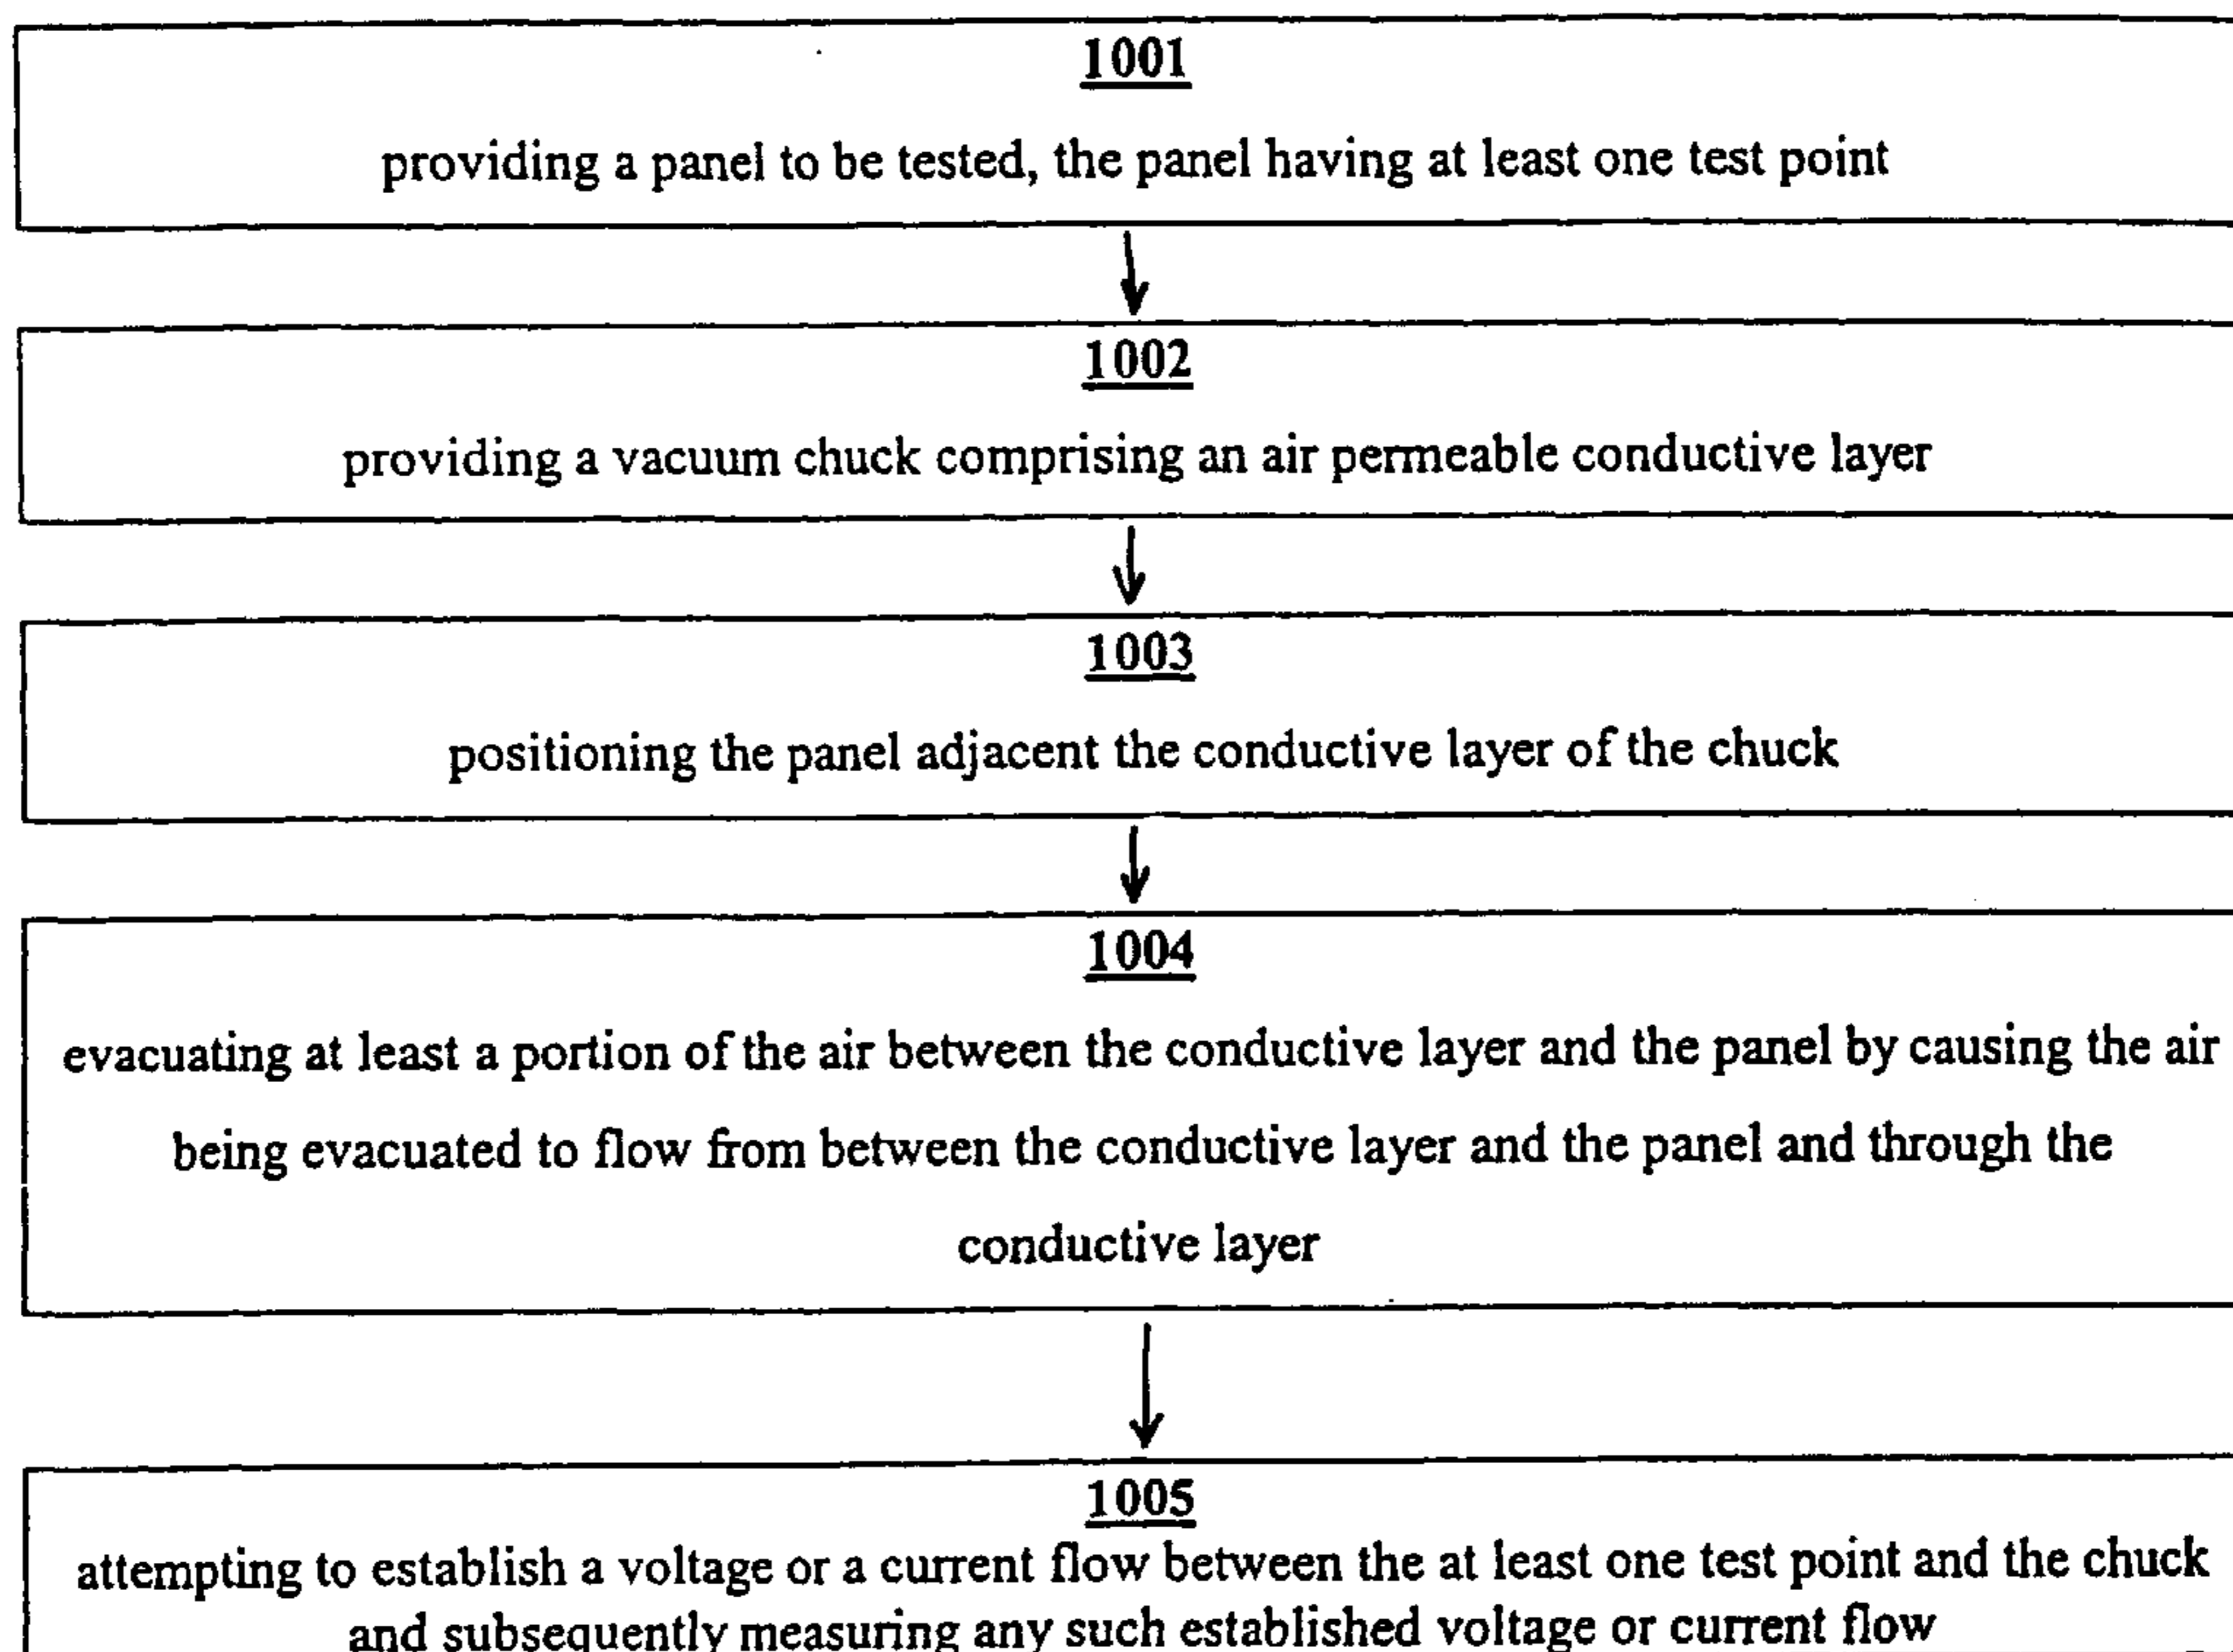 1001
providing a panel to be tested, the panel having at least one test point
1002
providing a vacuum chuck comprising an air permeable conductive layer
1003
positioning the panel adjacent the conductive layer of the chuck
1004
evacuating at least a portion of the air between the conductive layer and the panel by causing the air
being evacuated to flow from between the conductive layer and the panel and through the
conductive layer
1005
attempting to establish a voltage or a current flow between the at least one test point and the chuck
and subsequently measuring any such established voltage or current flow